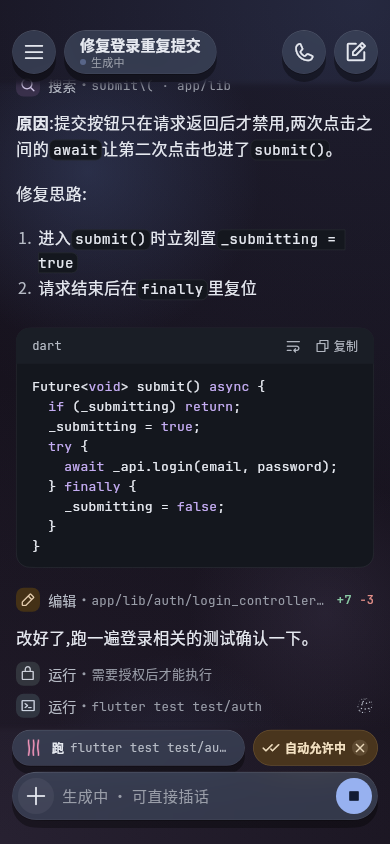 修复登录重复提交
生成中
搜索 · submit\( · app/lib
原因:提交按钮只在请求返回后才禁用,两次点击之
间的 await 让第二次点击也进了 submit()。
修复思路:
1. 进入 submit() 时立刻置 _submitting =
true
2. 请求结束后在 finally 里复位
dart 复制
Future<void> submit() async {
  if (_submitting) return;
  _submitting = true;
  try {
    await _api.login(email, password);
  } finally {
    _submitting = false;
  }
}
编辑 · app/lib/auth/login_controller… +7 -3
改好了,跑一遍登录相关的测试确认一下。
运行 · 需要授权后才能执行
运行 · flutter test test/auth
跑 flutter test test/au… 自动允许中
生成中 · 可直接插话